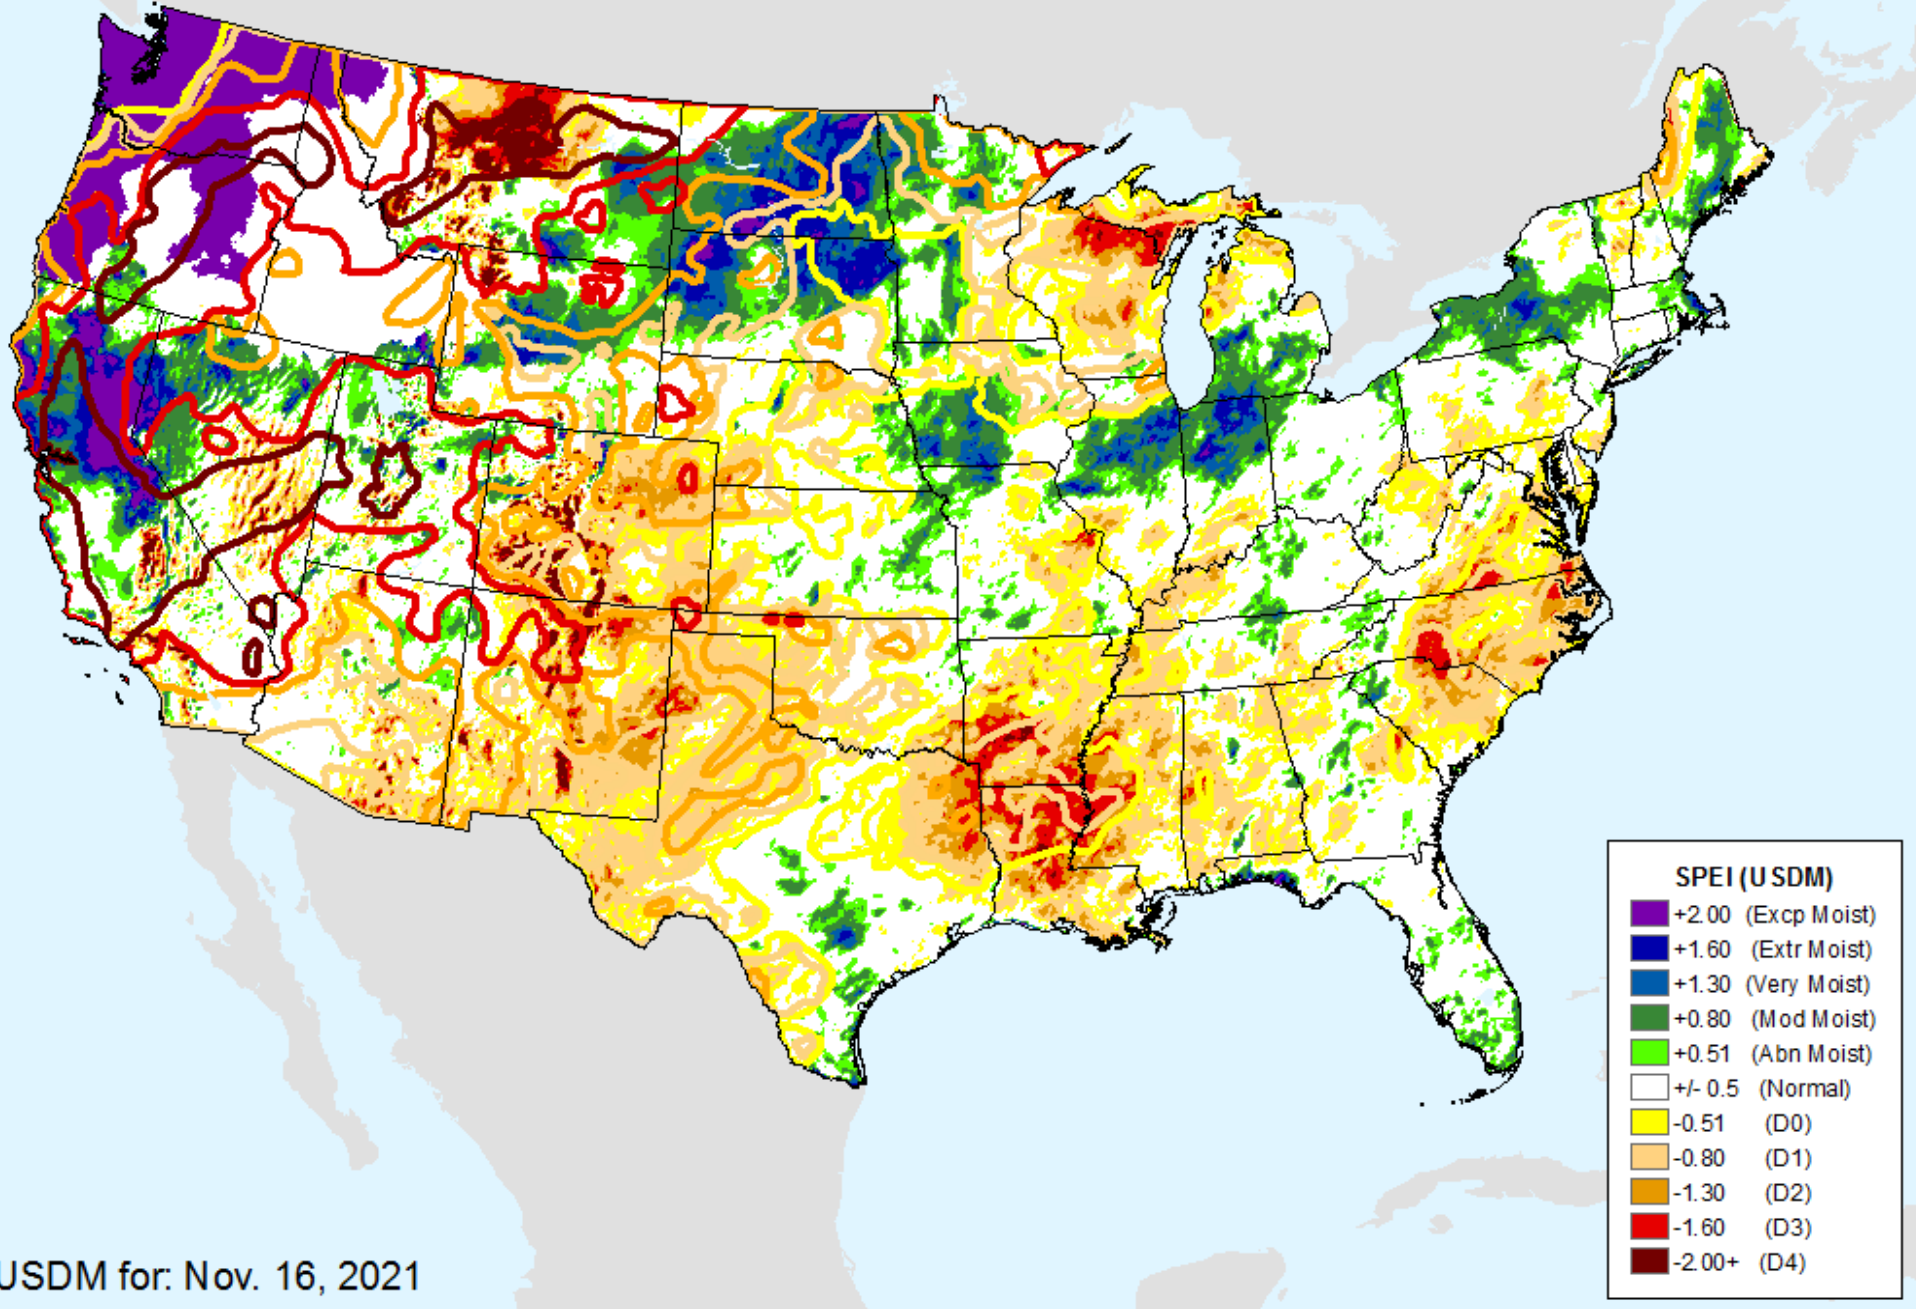 SPEI (USDM)
+2.00 (Excp Moist)
+1.60 (Extr Moist)
+1.30 (Very Moist)
+0.80 (Mod Moist)
+0.51 (Abn Moist)
+/- 0.5 (Normal)
-0.51 (D0)
-0.80 (D1)
-1.30 (D2)
-1.60 (D3)
-2.00+ (D4)
USDM for: Nov. 16, 2021